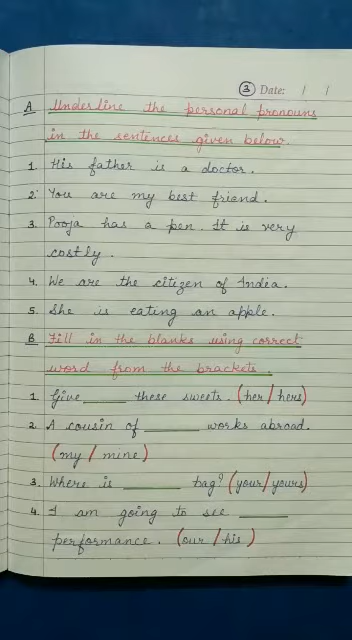 3 Date: / /
A Underline the personal pronouns
in the sentences given below.
1. His father is a doctor.
2. You are my best friend.
3. Pooja has a pen. It is very
costly.
4. We are the citizen of India.
5. She is eating an apple.
B Fill in the blanks using correct
word from the brackets.
1. Give ____ these sweets. (her / hers)
2. A cousin of ____ works abroad.
(my / mine)
3. Where is ____ bag? (your / yours)
4. I am going to see ____
performance. (our / his)